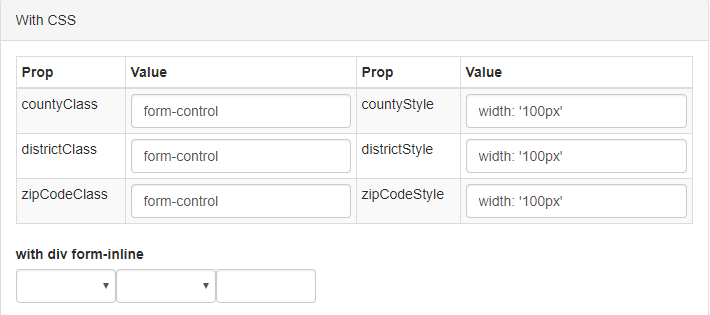 With CSS
Prop Value Prop Value
countyClass form-control countyStyle width: '100px'
districtClass form-control districtStyle width: '100px'
zipCodeClass form-control zipCodeStyle width: '100px'
with div form-inline